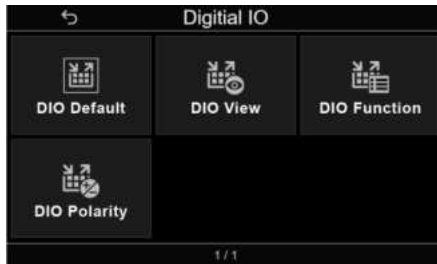 Digitial IO
DIO Default
DIO View
DIO Function
DIO Polarity
1/1